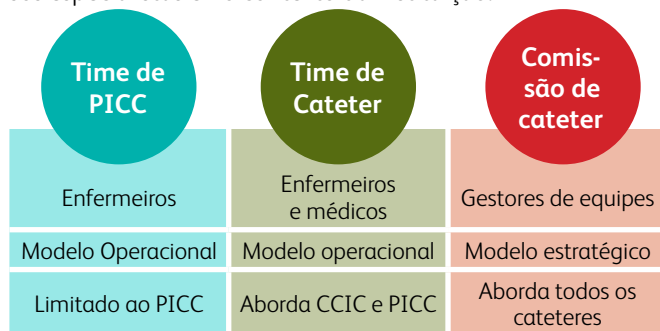 Time de
PICC
Time de
Cateter
Comis-
são de
cateter
Enfermeiros
Enfermeiros
e médicos
Gestores de equipes
Modelo Operacional
Modelo operacional
Modelo estratégico
Limitado ao PICC
Aborda CCIC e PICC
Aborda todos os
cateteres